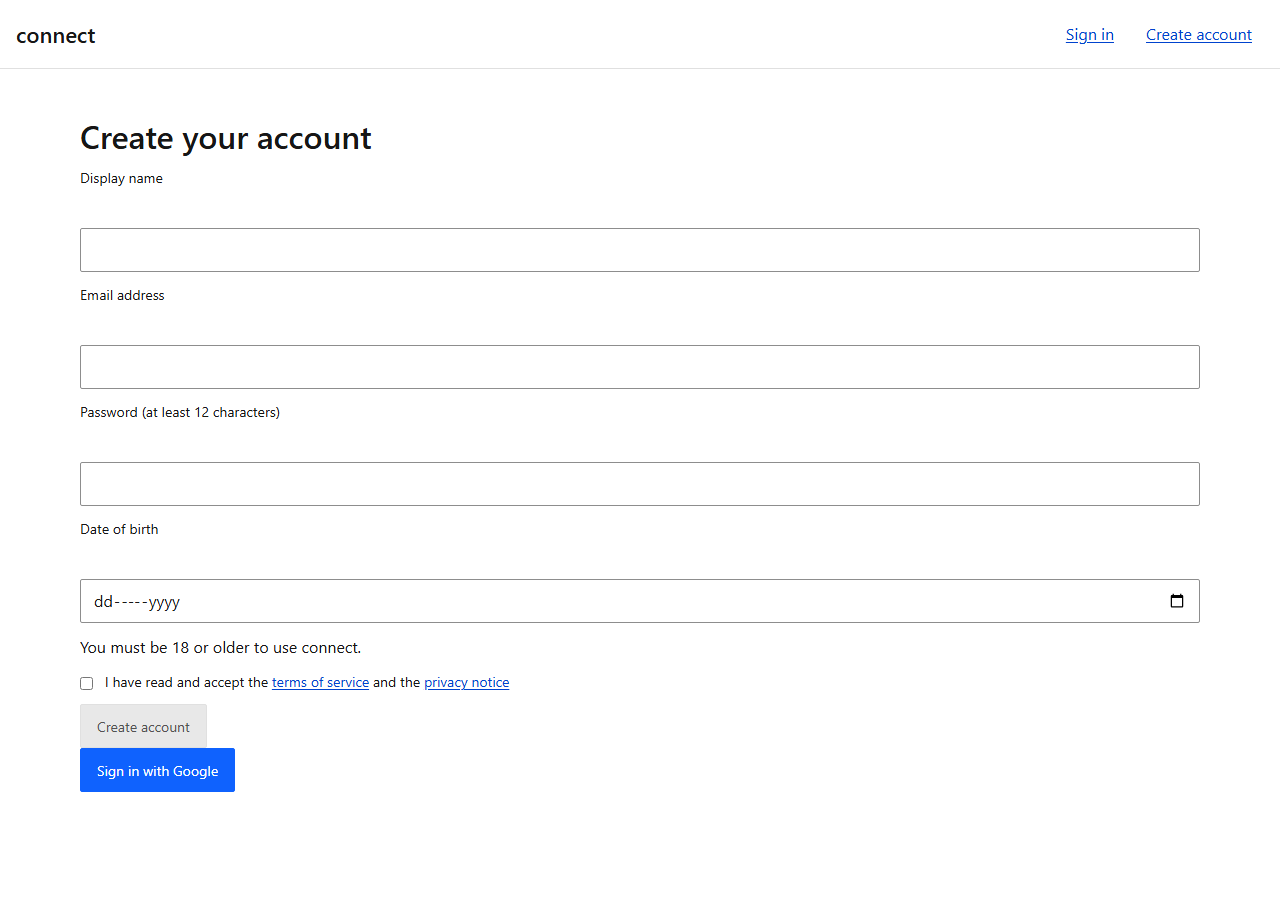 connect
Sign in
Create account
Create your account
Display name
Email address
Password (at least 12 characters)
Date of birth
dd-----yyyy
You must be 18 or older to use connect.
I have read and accept the terms of service and the privacy notice
Create account
Sign in with Google